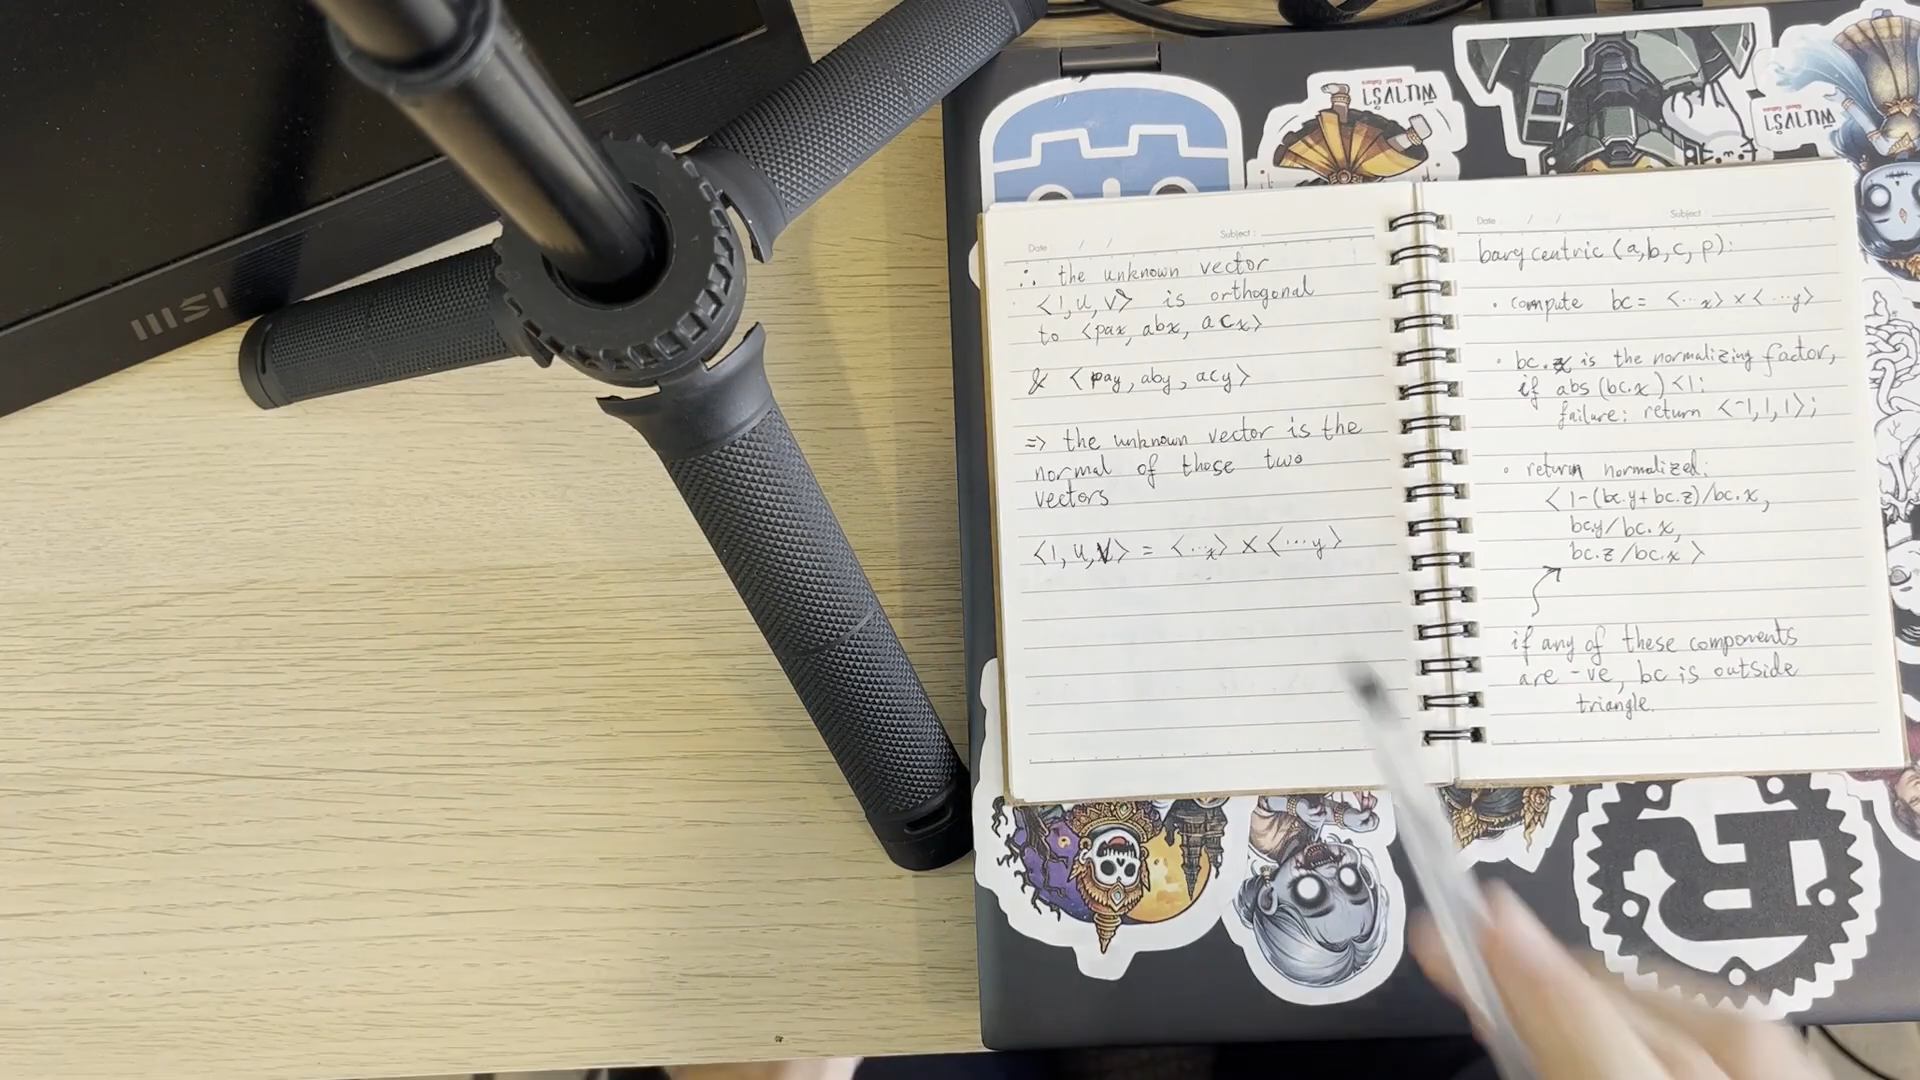 msi
WILTVSJ
WILTVSJ
Date / /
Subject :
∴ the unknown vector
<1, u, v> is orthogonal
to <pax, abx, acx>
& <pay, aby, acy>
=> the unknown vector is the
normal of those two
vectors
<1, u, v> = <...x> × <...y>
Date / /
Subject :
barycentric (a, b, c, p):
• compute bc = <...x> × <...y>
• bc.x is the normalizing factor,
if abs (bc.x) <1:
failure: return <-1, 1, 1>;
• return normalized:
<1-(bc.y+bc.z)/bc.x,
bc.y/bc.x,
bc.z/bc.x>
if any of these components
are -ve, bc is outside
triangle.
R